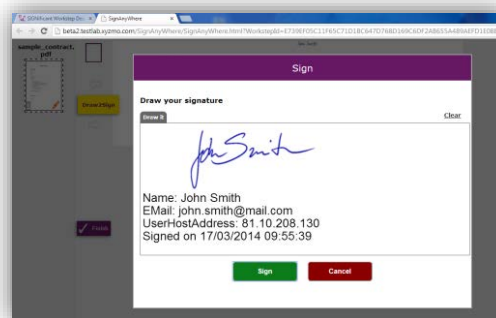 SignAnyWhere
beta2.testlab.xyzmo.com/SignAnyWhere/SignAnyWhere.html?WorkstepId=
sample_contract.
pdf
Sign
Draw your signature
Draw it
Clear
John Smith
Name: John Smith
EMail: john.smith@mail.com
UserHostAddress: 81.10.208.130
Signed on 17/03/2014 09:55:39
Finish
Sign
Cancel